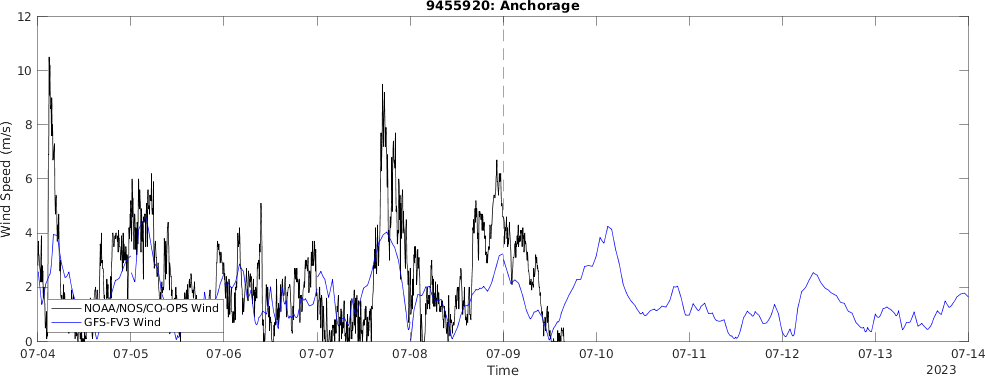 9455920: Anchorage
12
10
8
6
4
2
0
Wind Speed (m/s)
NOAA/NOS/CO-OPS Wind
GFS-FV3 Wind
07-04 07-05 07-06 07-07 07-08 07-09 07-10 07-11 07-12 07-13 07-14
Time
2023